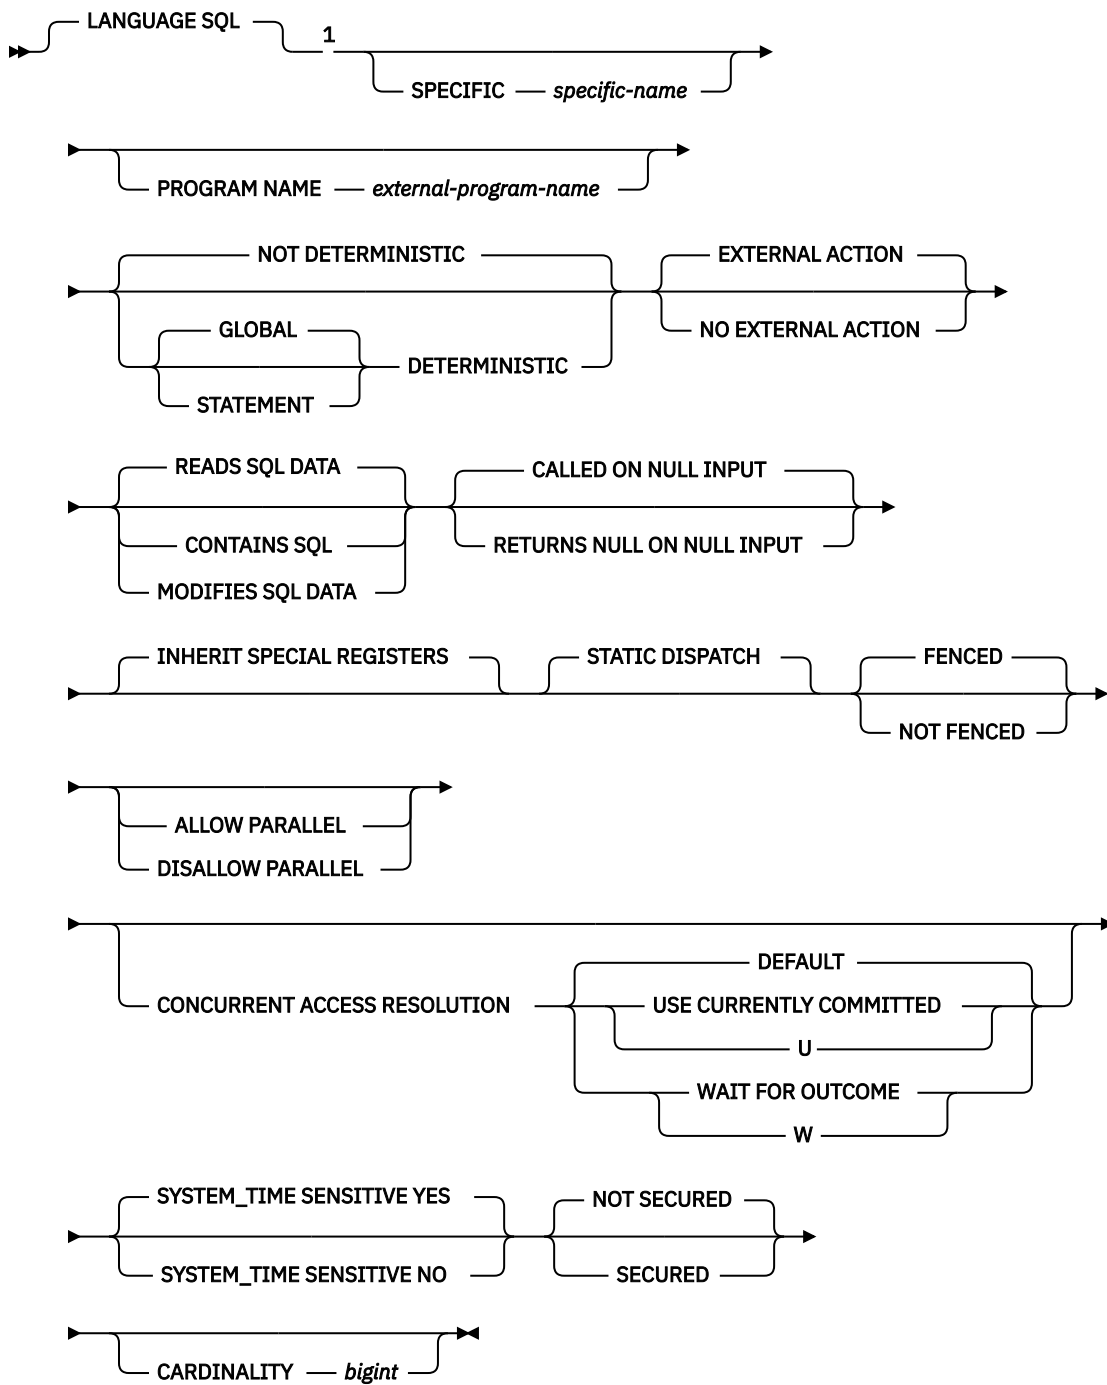 LANGUAGE SQL
1
SPECIFIC specific-name
PROGRAM NAME external-program-name
NOT DETERMINISTIC EXTERNAL ACTION
GLOBAL NO EXTERNAL ACTION
DETERMINISTIC
STATEMENT
READS SQL DATA CALLED ON NULL INPUT
CONTAINS SQL RETURNS NULL ON NULL INPUT
MODIFIES SQL DATA
INHERIT SPECIAL REGISTERS STATIC DISPATCH FENCED
NOT FENCED
ALLOW PARALLEL
DISALLOW PARALLEL
DEFAULT
CONCURRENT ACCESS RESOLUTION USE CURRENTLY COMMITTED
U
WAIT FOR OUTCOME
W
SYSTEM_TIME SENSITIVE YES NOT SECURED
SYSTEM_TIME SENSITIVE NO SECURED
CARDINALITY bigint